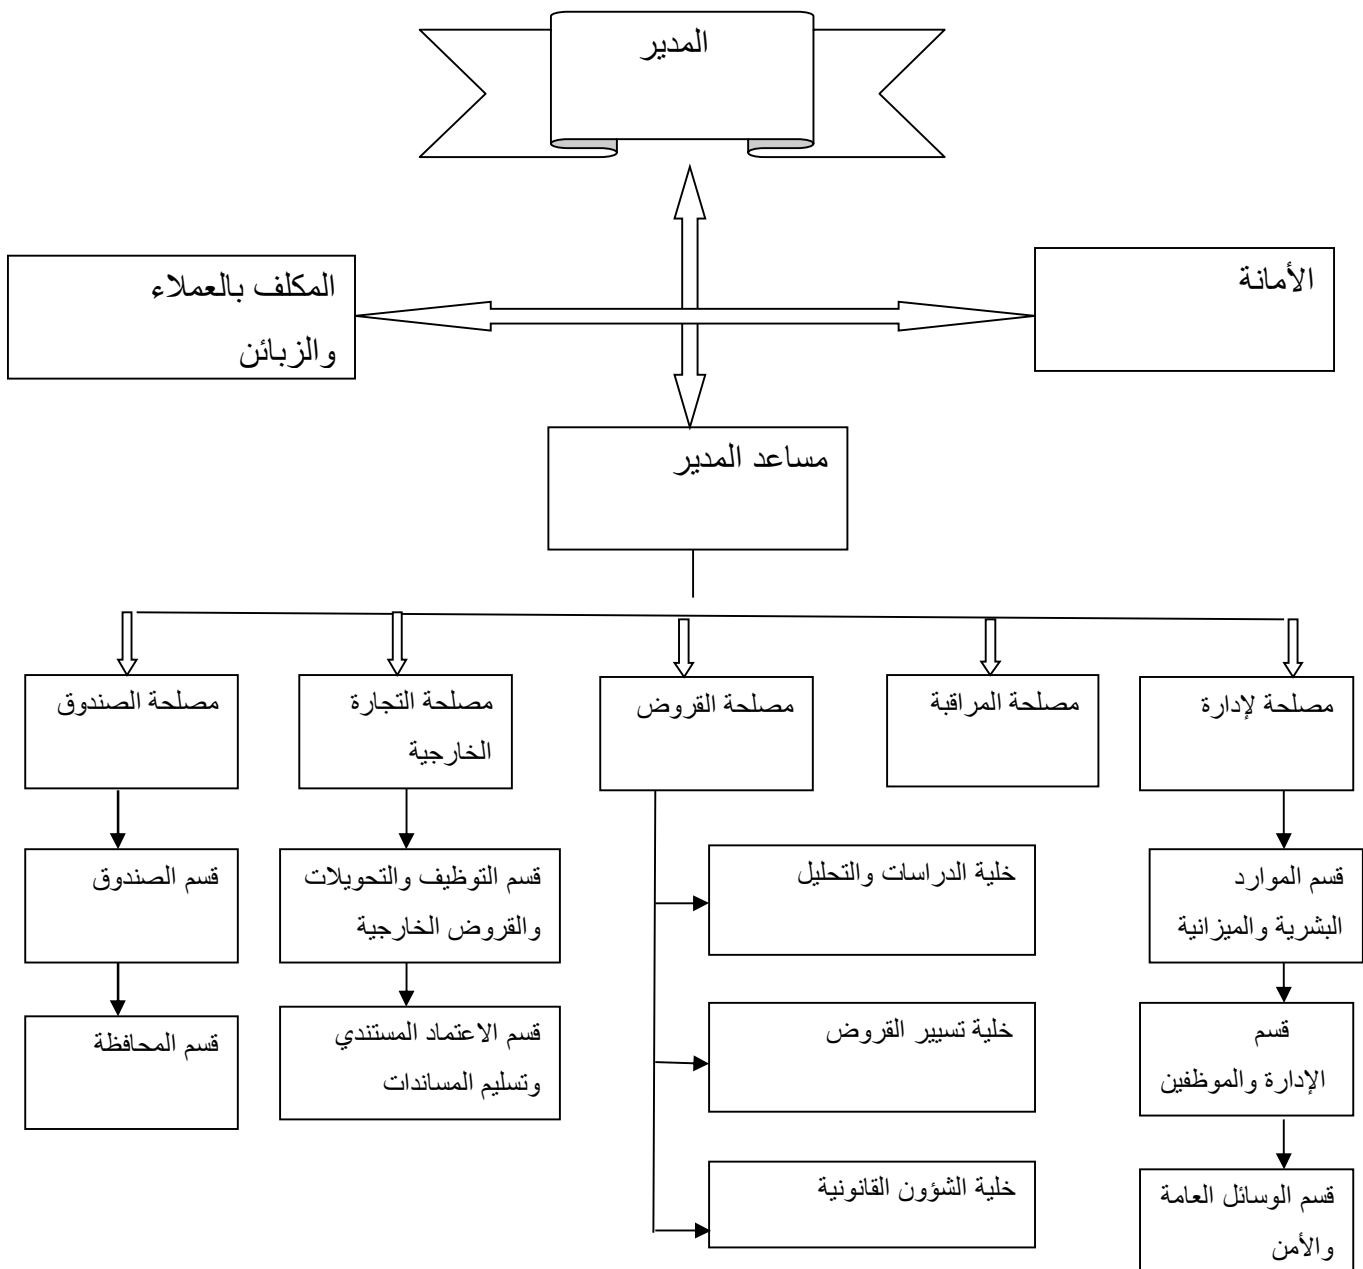 المدير
الأمانة
المكلف بالعملاء
والزبائن
مساعد المدير
مصلحة لإدارة
مصلحة المراقبة
مصلحة القروض
مصلحة التجارة
الخارجية
مصلحة الصندوق
قسم الموارد
البشرية والميزانية
قسم
الإدارة والموظفين
قسم الوسائل العامة
والأمن
خلية الدراسات والتحليل
خلية تسيير القروض
خلية الشؤون القانونية
قسم التوظيف والتحويلات
والقروض الخارجية
قسم الاعتماد المستندي
وتسليم المساندات
قسم الصندوق
قسم المحافظة